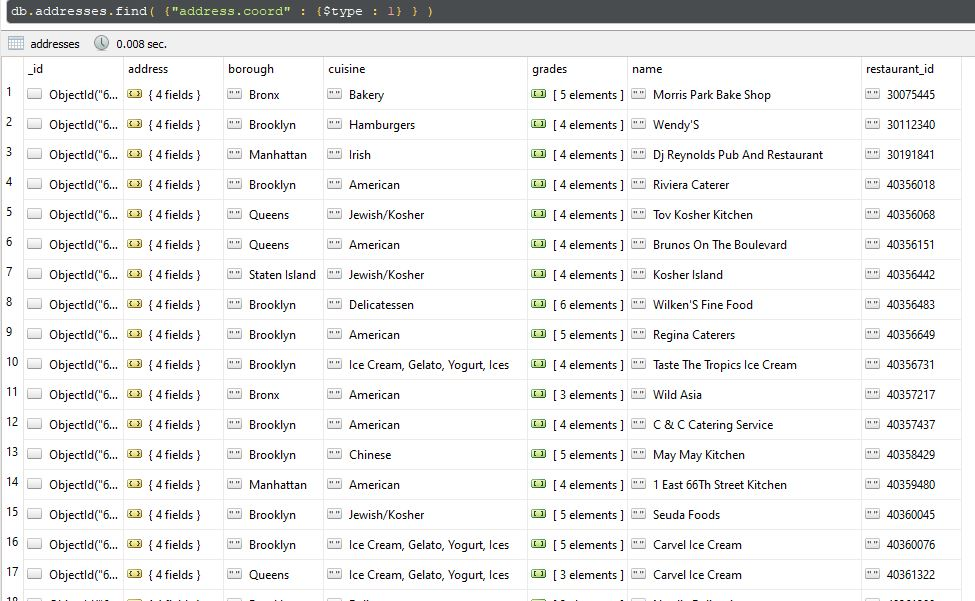 db.addresses.find( {"address.coord" : {$type : 1} } )
addresses 0.008 sec.
_id address borough cuisine grades name restaurant_id
1 ObjectId("6... { 4 fields } Bronx Bakery [ 5 elements ] Morris Park Bake Shop 30075445
2 ObjectId("6... { 4 fields } Brooklyn Hamburgers [ 4 elements ] Wendy'S 30112340
3 ObjectId("6... { 4 fields } Manhattan Irish [ 4 elements ] Dj Reynolds Pub And Restaurant 30191841
4 ObjectId("6... { 4 fields } Brooklyn American [ 4 elements ] Riviera Caterer 40356018
5 ObjectId("6... { 4 fields } Queens Jewish/Kosher [ 4 elements ] Tov Kosher Kitchen 40356068
6 ObjectId("6... { 4 fields } Queens American [ 4 elements ] Brunos On The Boulevard 40356151
7 ObjectId("6... { 4 fields } Staten Island Jewish/Kosher [ 4 elements ] Kosher Island 40356442
8 ObjectId("6... { 4 fields } Brooklyn Delicatessen [ 6 elements ] Wilken'S Fine Food 40356483
9 ObjectId("6... { 4 fields } Brooklyn American [ 5 elements ] Regina Caterers 40356649
10 ObjectId("6... { 4 fields } Brooklyn Ice Cream, Gelato, Yogurt, Ices [ 4 elements ] Taste The Tropics Ice Cream 40356731
11 ObjectId("6... { 4 fields } Bronx American [ 3 elements ] Wild Asia 40357217
12 ObjectId("6... { 4 fields } Brooklyn American [ 4 elements ] C & C Catering Service 40357437
13 ObjectId("6... { 4 fields } Brooklyn Chinese [ 5 elements ] May May Kitchen 40358429
14 ObjectId("6... { 4 fields } Manhattan American [ 4 elements ] 1 East 66Th Street Kitchen 40359480
15 ObjectId("6... { 4 fields } Brooklyn Jewish/Kosher [ 5 elements ] Seuda Foods 40360045
16 ObjectId("6... { 4 fields } Brooklyn Ice Cream, Gelato, Yogurt, Ices [ 5 elements ] Carvel Ice Cream 40360076
17 ObjectId("6... { 4 fields } Queens Ice Cream, Gelato, Yogurt, Ices [ 3 elements ] Carvel Ice Cream 40361322